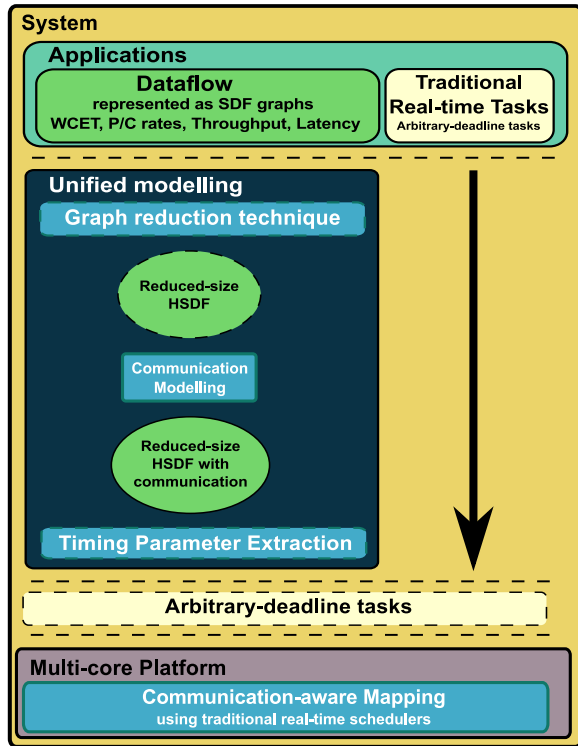 System
Applications
Dataflow
represented as SDF graphs
WCET, P/C rates, Throughput, Latency
Traditional
Real-time Tasks
Arbitrary-deadline tasks
Unified modelling
Graph reduction technique
Reduced-size
HSDF
Communication
Modelling
Reduced-size
HSDF with
communication
Timing Parameter Extraction
Arbitrary-deadline tasks
Multi-core Platform
Communication-aware Mapping
using traditional real-time schedulers